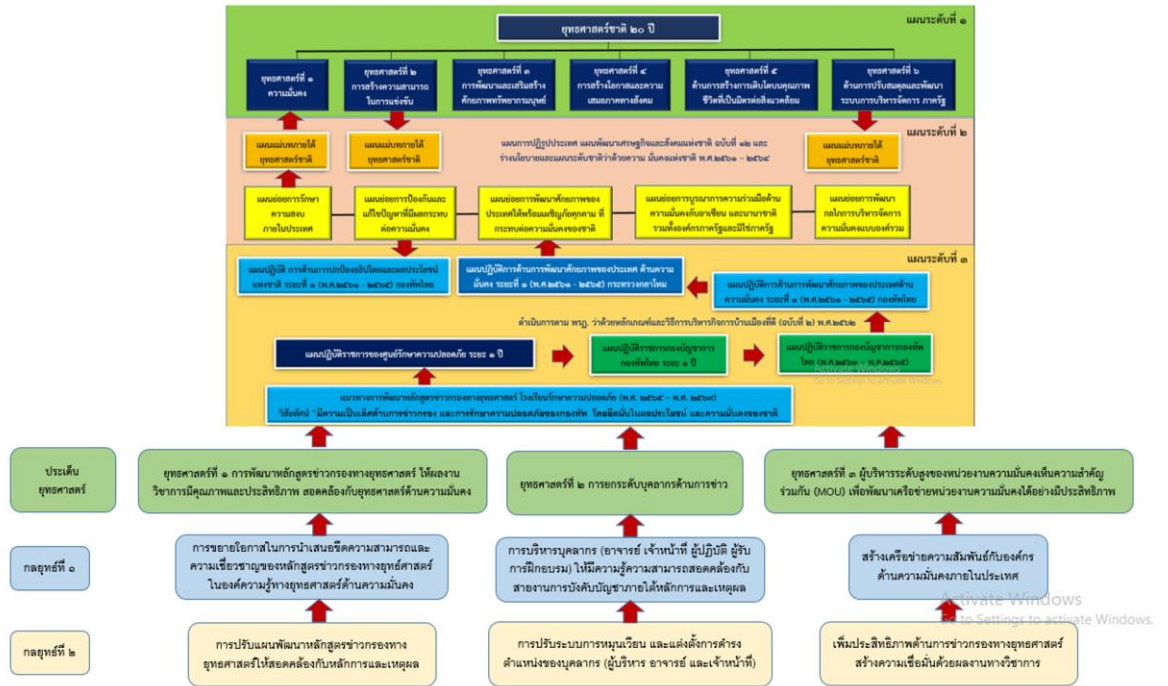 แผนระดับที่ ๑
ยุทธศาสตร์ชาติ ๒๐ ปี
ยุทธศาสตร์ที่ ๑
ความมั่นคง
ยุทธศาสตร์ที่ ๒
การสร้างความสามารถ
ในการแข่งขัน
ยุทธศาสตร์ที่ ๓
การพัฒนาและเสริมสร้าง
ศักยภาพทรัพยากรมนุษย์
ยุทธศาสตร์ที่ ๔
การสร้างโอกาสและความ
เสมอภาคทางสังคม
ยุทธศาสตร์ที่ ๕
ด้านการสร้างการเติบโตบนคุณภาพ
ชีวิตที่เป็นมิตรต่อสิ่งแวดล้อม
ยุทธศาสตร์ที่ ๖
ด้านการปรับสมดุลและพัฒนา
ระบบการบริหารจัดการ ภาครัฐ
แผนระดับที่ ๒
แผนแม่บทภายใต้
ยุทธศาสตร์ชาติ
แผนแม่บทภายใต้
ยุทธศาสตร์ชาติ
แผนการปฏิรูปประเทศ แผนพัฒนาเศรษฐกิจและสังคมแห่งชาติ ฉบับที่ ๑๒ และ
ร่างนโยบายและแผนระดับชาติว่าด้วยความ มั่นคงแห่งชาติ พ.ศ.๒๕๖๑ - ๒๕๖๔
แผนแม่บทภายใต้
ยุทธศาสตร์ชาติ
แผนย่อยการรักษา
ความสงบ
ภายในประเทศ
แผนย่อยการป้องกันและ
แก้ไขปัญหาที่มีผลกระทบ
ต่อความมั่นคง
แผนย่อยการพัฒนาศักยภาพของ
ประเทศให้พร้อมเผชิญภัยคุกคาม ที่
กระทบต่อความมั่นคงของชาติ
แผนย่อยการบูรณาการความร่วมมือด้าน
ความมั่นคงกับอาเซียน และนานาชาติ
รวมทั้งองค์กรภาครัฐและมิใช่ภาครัฐ
แผนย่อยการพัฒนา
กลไกการบริหารจัดการ
ความมั่นคงแบบองค์รวม
แผนระดับที่ ๓
แผนปฏิบัติ การด้านการปกป้องอธิปไตยและผลประโยชน์
แห่งชาติ ระยะที่ ๑ (พ.ศ.๒๕๖๑ - ๒๕๖๕) กองทัพไทย
แผนปฏิบัติการด้านการพัฒนาศักยภาพของประเทศ ด้านความ
มั่นคง ระยะที่ ๑ (พ.ศ.๒๕๖๑ - ๒๕๖๕) กระทรวงกลาโหม
แผนปฏิบัติการด้านการพัฒนาศักยภาพของประเทศด้าน
ความมั่นคง ระยะที่ ๑ (พ.ศ.๒๕๖๑ - ๒๕๖๕) กองทัพไทย
ดำเนินการตาม พรฎ. ว่าด้วยหลักเกณฑ์และวิธีการบริหารกิจการบ้านเมืองที่ดี (ฉบับที่ ๒) พ.ศ.๒๕๖๒
แผนปฏิบัติราชการของศูนย์รักษาความปลอดภัย ระยะ ๑ ปี
แผนปฏิบัติราชการกองบัญชาการ
กองทัพไทย ระยะ ๑ ปี
แผนปฏิบัติราชการกองบัญชาการกองทัพ
ไทย
Activate Windows
Go to Settings to activate Windows.
แนวทางการพัฒนาหลักสูตรข่าวกรองทางยุทธศาสตร์ โรงเรียนรักษาความปลอดภัย
วิสัยทัศน์ "มีความเป็นเลิศด้านการข่าวกรอง และการรักษาความปลอดภัยของกองทัพ โดยยึดมั่นในผลประโยชน์ และความมั่นคงของชาติ
ประเด็น
ยุทธศาสตร์
ยุทธศาสตร์ที่ ๑ การพัฒนาหลักสูตรข่าวกรองทางยุทธศาสตร์ ให้ผลงาน
วิชาการมีคุณภาพและประสิทธิภาพ สอดคล้องกับยุทธศาสตร์ด้านความมั่นคง
ยุทธศาสตร์ที่ ๒ การยกระดับบุคลากรด้านการข่าว
ยุทธศาสตร์ที่ ๓ ผู้บริหารระดับสูงของหน่วยงานความมั่นคงเห็นความสำคัญ
ร่วมกัน (MOU) เพื่อพัฒนาเครือข่ายหน่วยงานความมั่นคงได้อย่างมีประสิทธิภาพ
กลยุทธ์ที่ ๑
การขยายโอกาสในการนำเสนอขีดความสามารถและ
ความเชี่ยวชาญของหลักสูตรข่าวกรองทางยุทธ์ศาสตร์
ในองค์ความรู้ทางยุทธศาสตร์ด้านความมั่นคง
การบริหารบุคลากร (อาจารย์ เจ้าหน้าที่ ผู้ปฏิบัติ ผู้รับ
การฝึกอบรม) ให้มีความรู้ความสามารถสอดคล้องกับ
สายงานการบังคับบัญชาภายใต้หลักการและเหตุผล
สร้างเครือข่ายความสัมพันธ์กับองค์กร
ด้านความมั่นคงภายในประเทศ
Activate Windows
Go to Settings to activate Windows.
กลยุทธ์ที่ ๒
การปรับแผนพัฒนาหลักสูตรข่าวกรองทาง
ยุทธศาสตร์ให้สอดคล้องกับหลักการและเหตุผล
การปรับระบบการหมุนเวียน และแต่งตั้งการดำรง
ตำแหน่งของบุคลากร (ผู้บริหาร อาจารย์ และเจ้าหน้าที่)
เพิ่มประสิทธิภาพด้านการข่าวกรองทางยุทธศาสตร์
สร้างความเชื่อมั่นด้วยผลงานทางวิชาการ